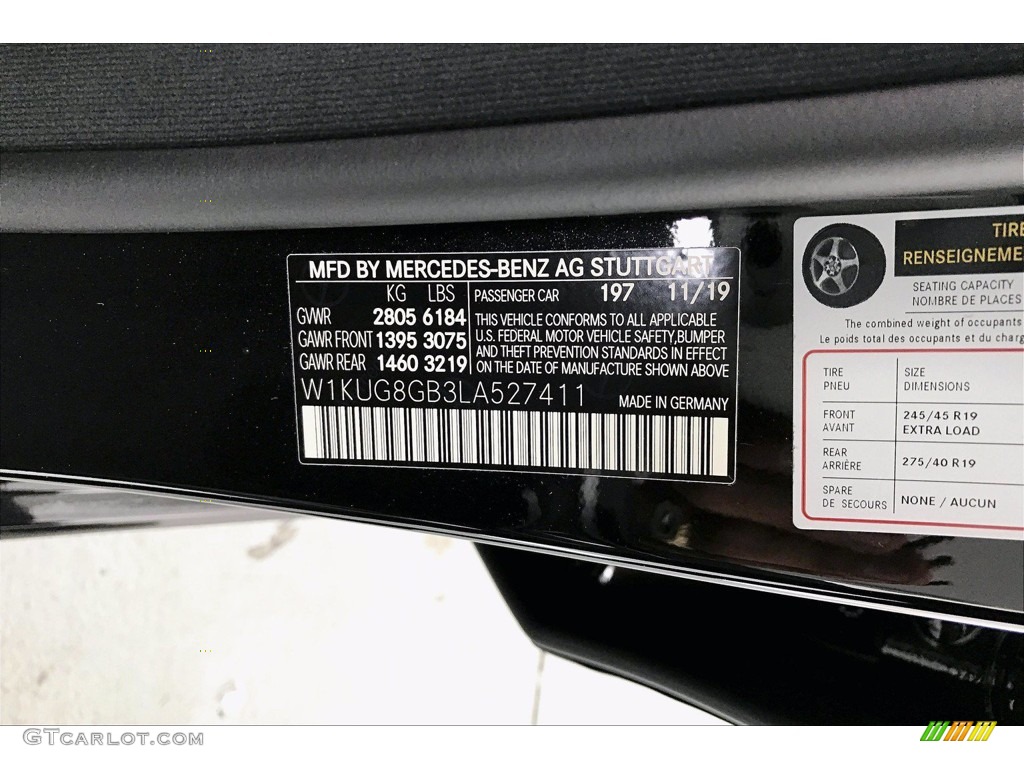 MFD BY MERCEDES-BENZ AG STUTTGART
KG LBS
GVWR 2805 6184
GAWR FRONT 1395 3075
GAWR REAR 1460 3219
PASSENGER CAR 197 11/19
THIS VEHICLE CONFORMS TO ALL APPLICABLE
U.S. FEDERAL MOTOR VEHICLE SAFETY,BUMPER
AND THEFT PREVENTION STANDARDS IN EFFECT
ON THE DATE OF MANUFACTURE SHOWN ABOVE
W1KUG8GB3LA527411
MADE IN GERMANY
TIRE
RENSEIGNEME
SEATING CAPACITY
NOMBRE DE PLACES
The combined weight of occupants
Le poids total des occupants et du charg
TIRE SIZE
PNEU DIMENSIONS
FRONT 245/45 R19
AVANT EXTRA LOAD
REAR
ARRIÈRE 275/40 R19
SPARE
DE SECOURS NONE / AUCUN
GTCARLOT.COM